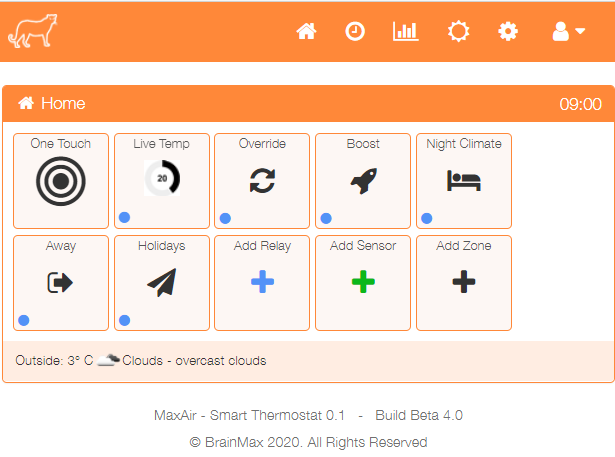 Home 09:00
One Touch Live Temp Override Boost Night Climate
20
Away Holidays Add Relay Add Sensor Add Zone
Outside: 3° C Clouds - overcast clouds
MaxAir - Smart Thermostat 0.1 - Build Beta 4.0
© BrainMax 2020. All Rights Reserved